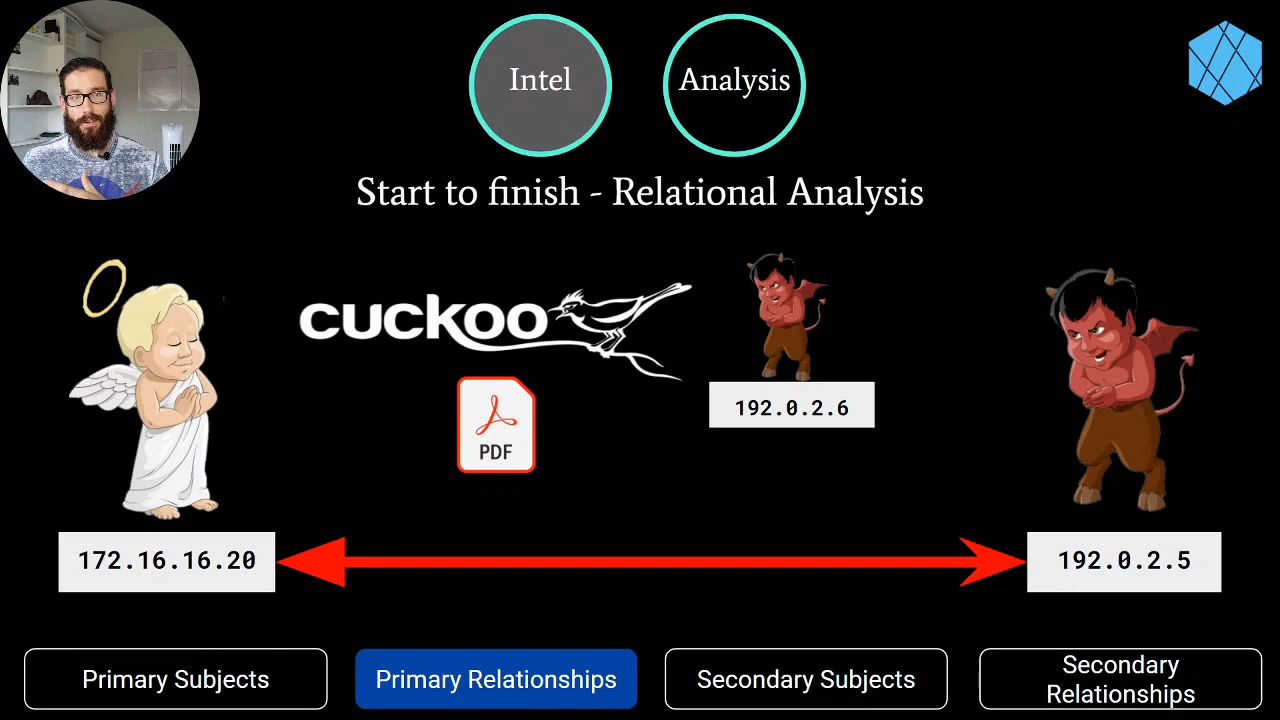 Intel
Analysis
Start to finish - Relational Analysis
cuckoo
PDF
192.0.2.6
172.16.16.20
192.0.2.5
Primary Subjects
Primary Relationships
Secondary Subjects
Secondary
Relationships